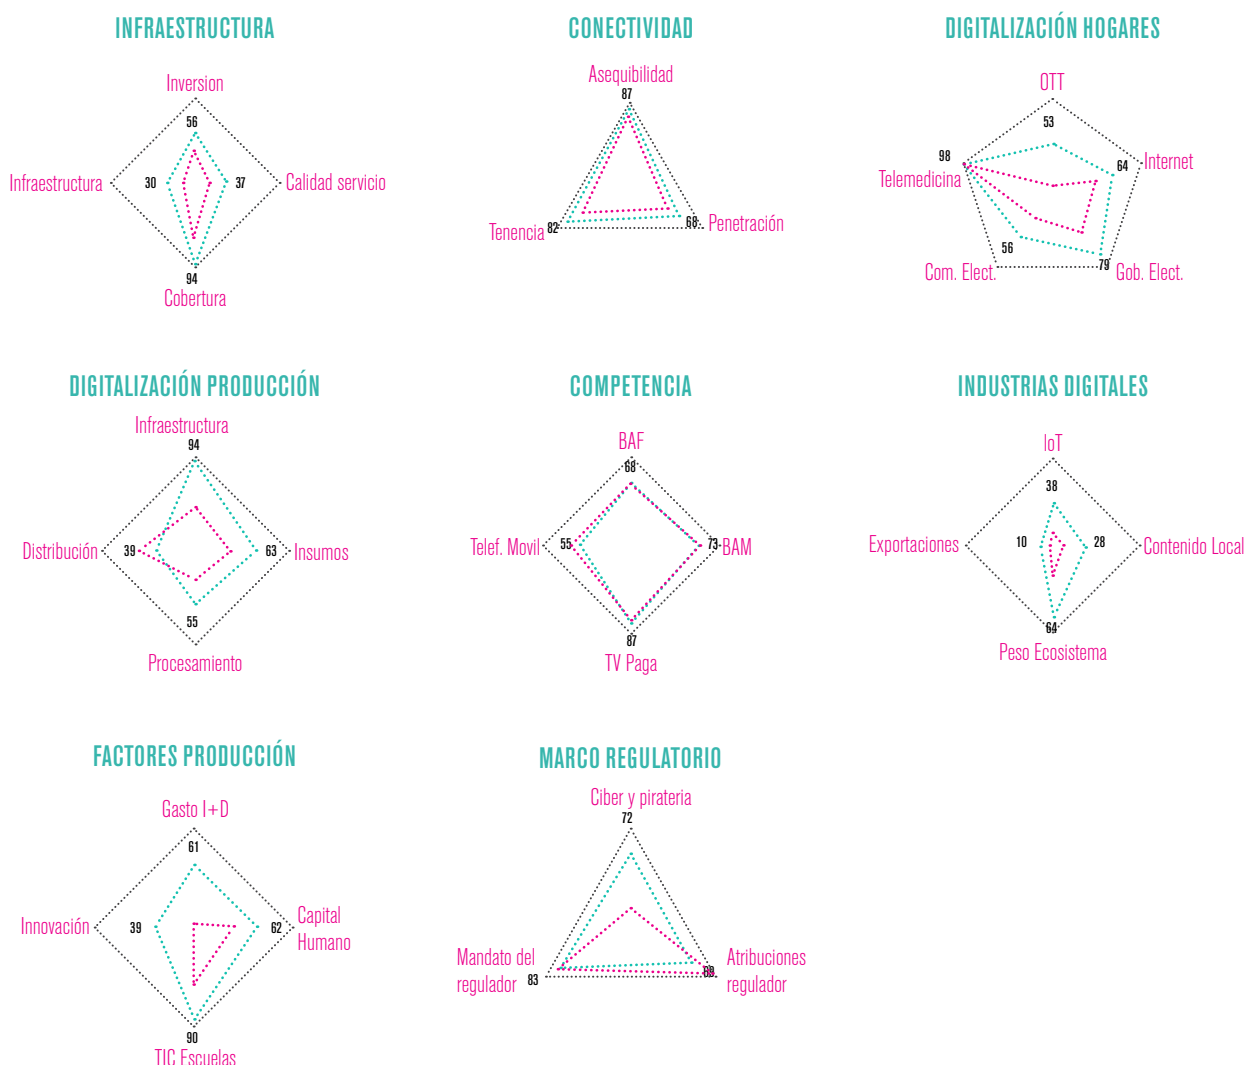 INFRAESTRUCTURA
Inversion
56
Infraestructura
30
37
Calidad servicio
94
Cobertura
CONECTIVIDAD
Asequibilidad
87
Tenencia
82
68
Penetración
DIGITALIZACIÓN HOGARES
OTT
53
98
Telemedicina
64
Internet
56
Com. Elect.
79
Gob. Elect.
DIGITALIZACIÓN PRODUCCIÓN
Infraestructura
94
Distribución
39
63
Insumos
55
Procesamiento
COMPETENCIA
BAF
68
Telef. Movil
55
73
BAM
87
TV Paga
INDUSTRIAS DIGITALES
IoT
38
Exportaciones
10
28
Contenido Local
64
Peso Ecosistema
FACTORES PRODUCCIÓN
Gasto I+D
61
Innovación
39
62
Capital
Humano
90
TIC Escuelas
MARCO REGULATORIO
Ciber y pirateria
72
Mandato del
regulador
83
Atribuciones
regulador